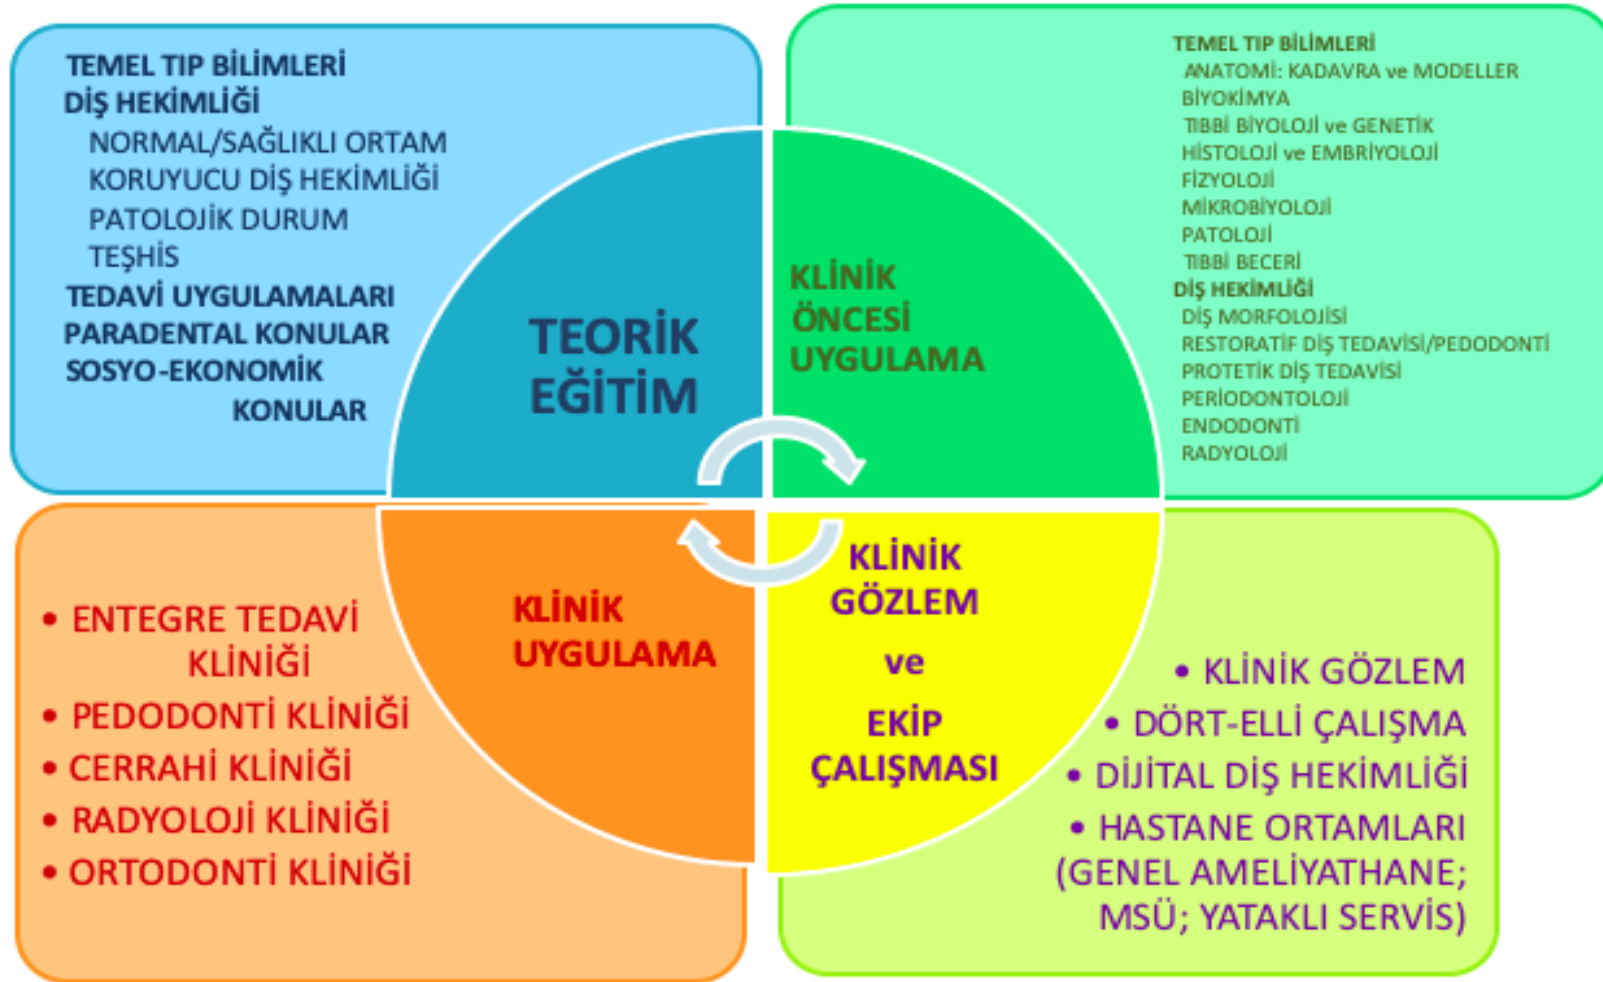 TEMEL TIP BİLİMLERİ
DİŞ HEKİMLİĞİ
NORMAL/SAĞLIKLI ORTAM
KORUYUCU DİŞ HEKİMLİĞİ
PATOLOJİK DURUM
TEŞHİS
TEDAVİ UYGULAMALARI
PARADENTAL KONULAR
SOSYO-EKONOMİK
KONULAR
TEORİK
EĞİTİM
KLİNİK
ÖNCESİ
UYGULAMA
TEMEL TIP BİLİMLERİ
ANATOMİ: KADAVRA ve MODELLER
BİYOKİMYA
TIBBİ BİYOLOJİ ve GENETİK
HİSTOLOJİ ve EMBRİYOLOJİ
FİZYOLOJİ
MİKROBİYOLOJİ
PATOLOJİ
TIBBİ BECERİ
DİŞ HEKİMLİĞİ
DİŞ MORFOLOJİSİ
RESTORATİF DİŞ TEDAVİSİ/PEDODONTİ
PROTETİK DİŞ TEDAVİSİ
PERİODONTOLOJİ
ENDODONTİ
RADYOLOJİ
• ENTEGRE TEDAVİ
KLİNİĞİ
• PEDODONTİ KLİNİĞİ
• CERRAHİ KLİNİĞİ
• RADYOLOJİ KLİNİĞİ
• ORTODONTİ KLİNİĞİ
KLİNİK
UYGULAMA
KLİNİK
GÖZLEM
ve
EKİP
ÇALIŞMASI
• KLİNİK GÖZLEM
• DÖRT-ELLİ ÇALIŞMA
• DİJİTAL DİŞ HEKİMLİĞİ
• HASTANE ORTAMLARI
(GENEL AMELİYATHANE;
MSÜ; YATAKLI SERVİS)